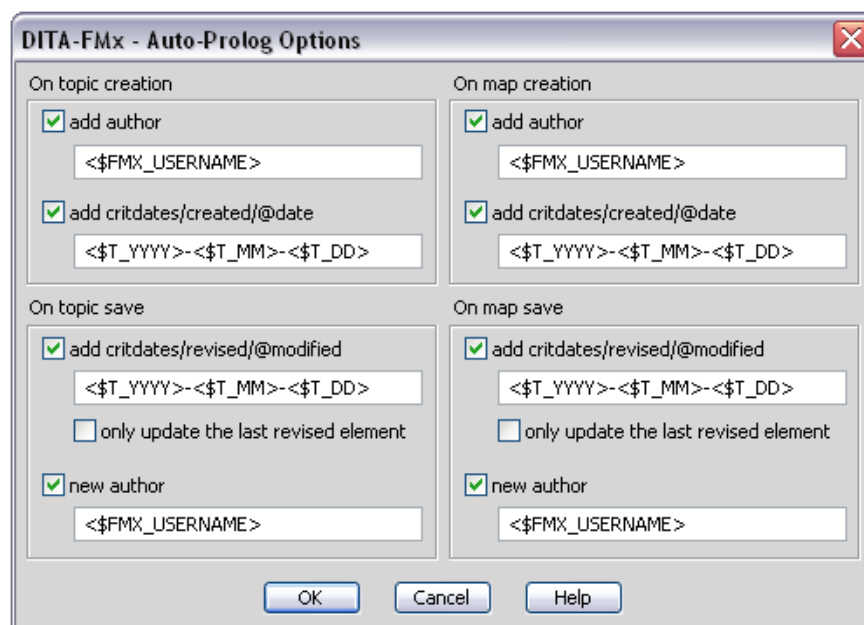 DITA-FMx - Auto-Prolog Options
On topic creation
add author
<$FMX_USERNAME>
add critdates/created/@date
<$T_YYYY>-<$T_MM>-<$T_DD>
On topic save
add critdates/revised/@modified
<$T_YYYY>-<$T_MM>-<$T_DD>
only update the last revised element
new author
<$FMX_USERNAME>
On map creation
add author
<$FMX_USERNAME>
add critdates/created/@date
<$T_YYYY>-<$T_MM>-<$T_DD>
On map save
add critdates/revised/@modified
<$T_YYYY>-<$T_MM>-<$T_DD>
only update the last revised element
new author
<$FMX_USERNAME>
OK
Cancel
Help